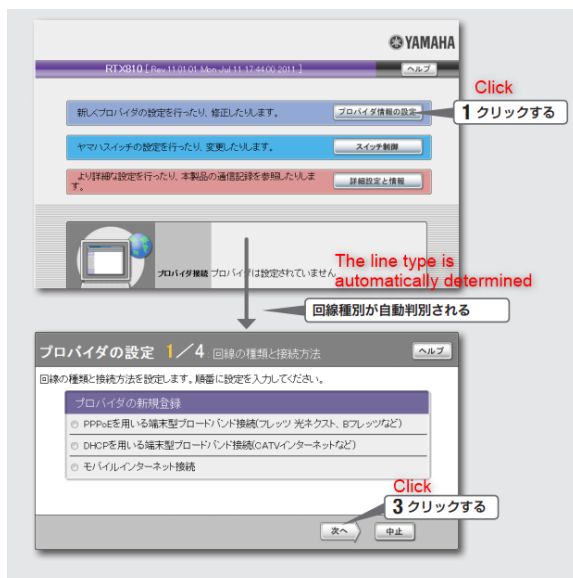 YAMAHA
RTX810 [ Rev.11.01.01 Mon Jul 11 17:44:00 2011 ]
ヘルプ
Click
新しくプロバイダの設定を行ったり、修正したりします。
プロバイダ情報の設定
1 クリックする
ヤマハスイッチの設定を行ったり、変更したりします。
スイッチ制御
より詳細な設定を行ったり、本製品の通信記録を参照したりしま
す。
詳細設定と情報
The line type is
automatically determined
プロバイダ接続 プロバイダは設定されていません
回線種別が自動判別される
プロバイダの設定 1/4 回線の種類と接続方法
ヘルプ
回線の種類と接続方法を設定します。順番に設定を入力してください。
プロバイダの新規登録
PPPoEを用いる端末型ブロードバンド接続(フレッツ 光ネクスト、Bフレッツなど)
DHCPを用いる端末型ブロードバンド接続(CATVインターネットなど)
モバイルインターネット接続
Click
3 クリックする
次へ
中止